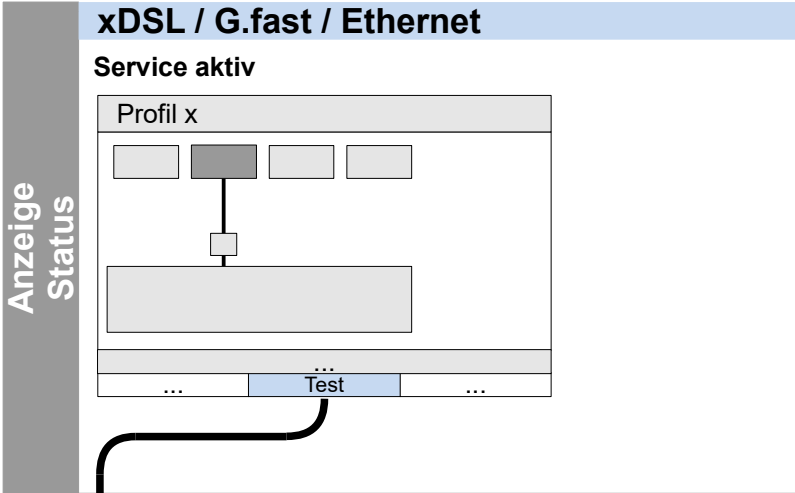 xDSL / G.fast / Ethernet
Service aktiv
Anzeige
Status
Profil x
...
...
Test
...